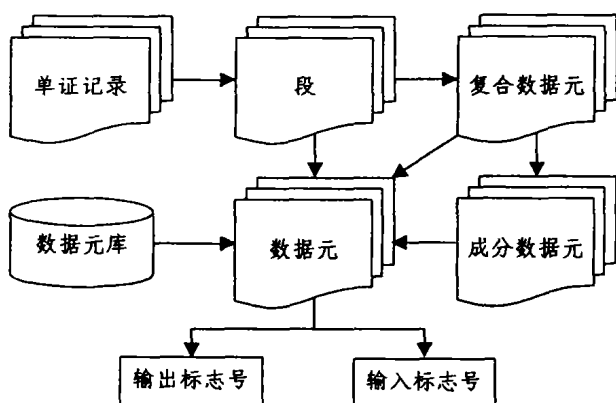 单证记录
段
复合数据元
数据元库
数据元
成分数据元
输出标志号
输入标志号